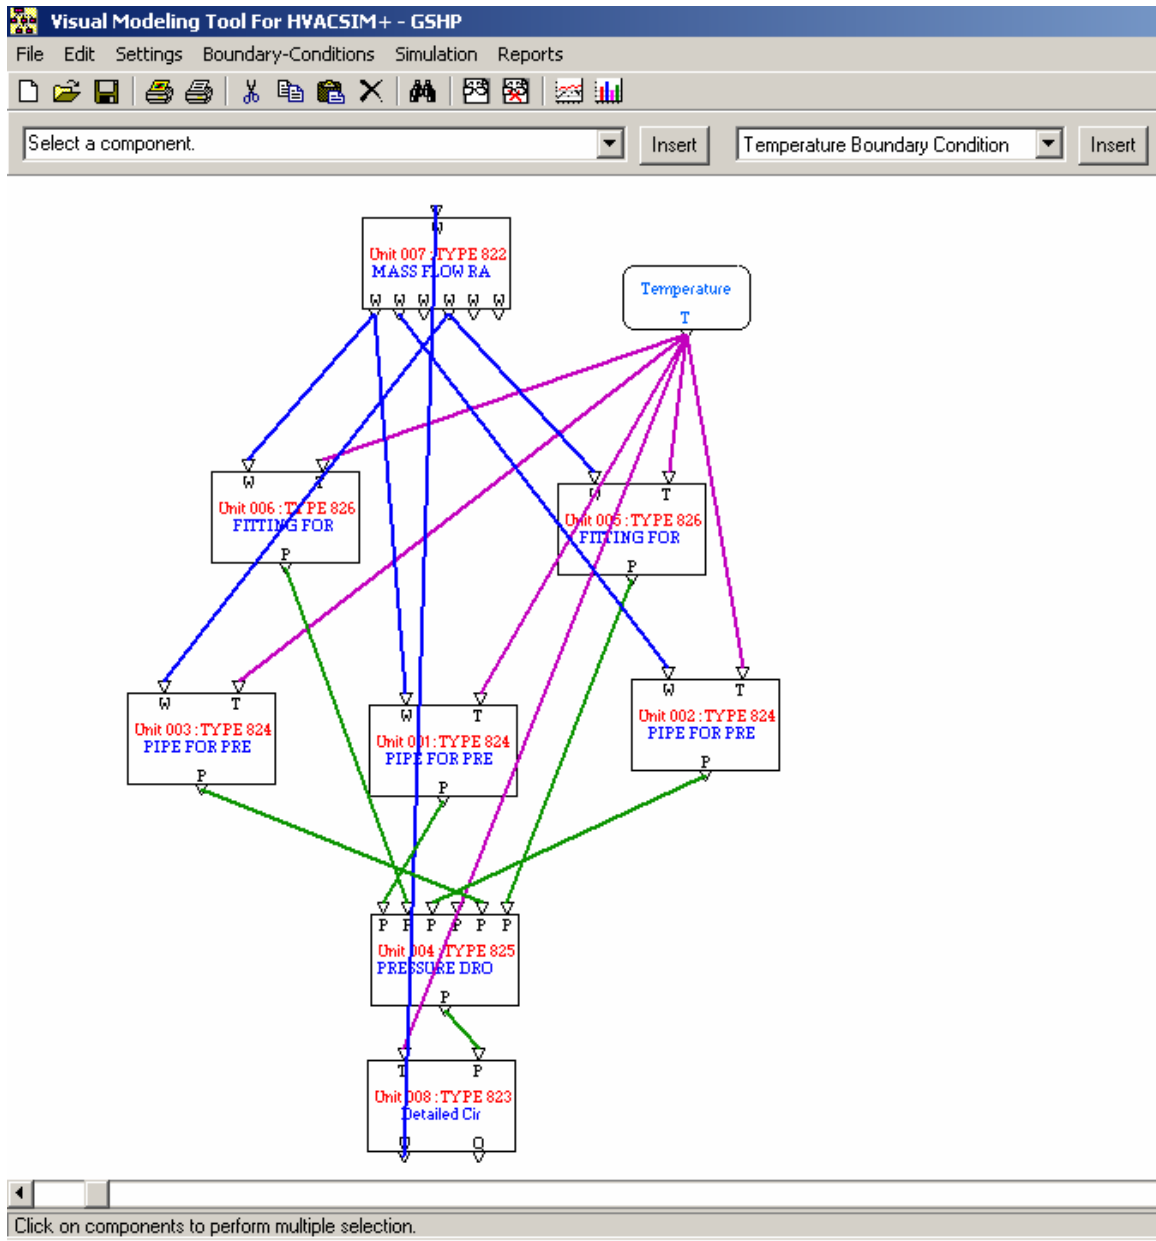 Visual Modeling Tool For HVACSIM+ - GSHP
File Edit Settings Boundary-Conditions Simulation Reports
Select a component.
Insert
Temperature Boundary Condition
Insert
W
Unit 007 : TYPE 822
MASS FLOW RA
W W W W W W
Temperature
T
W T
Unit 006 : TYPE 826
FITTING FOR
P
W T
Unit 005 : TYPE 826
FITTING FOR
P
W T
Unit 003 : TYPE 824
PIPE FOR PRE
P
W T
Unit 001 : TYPE 824
PIPE FOR PRE
P
W T
Unit 002 : TYPE 824
PIPE FOR PRE
P
P P P P P P
Unit 004 : TYPE 825
PRESSURE DRO
P
T P
Unit 008 : TYPE 823
Detailed Cir
Q
Click on components to perform multiple selection.